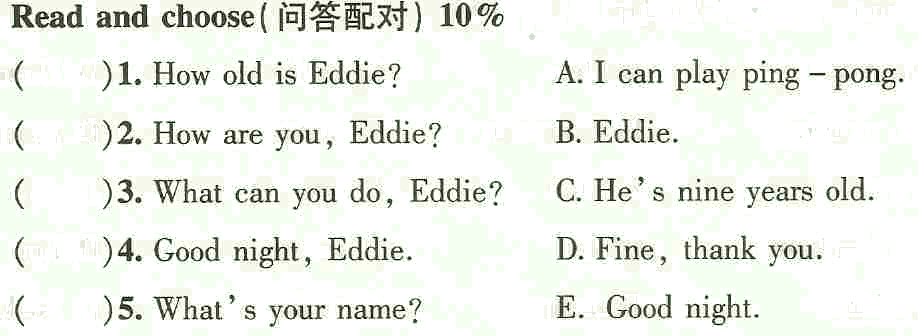 Read and choose(问答配对) 10%
(    )1. How old is Eddie?    A. I can play ping – pong.
(    )2. How are you, Eddie?    B. Eddie.
(    )3. What can you do, Eddie?    C. He's nine years old.
(    )4. Good night, Eddie.    D. Fine, thank you.
(    )5. What's your name?    E. Good night.